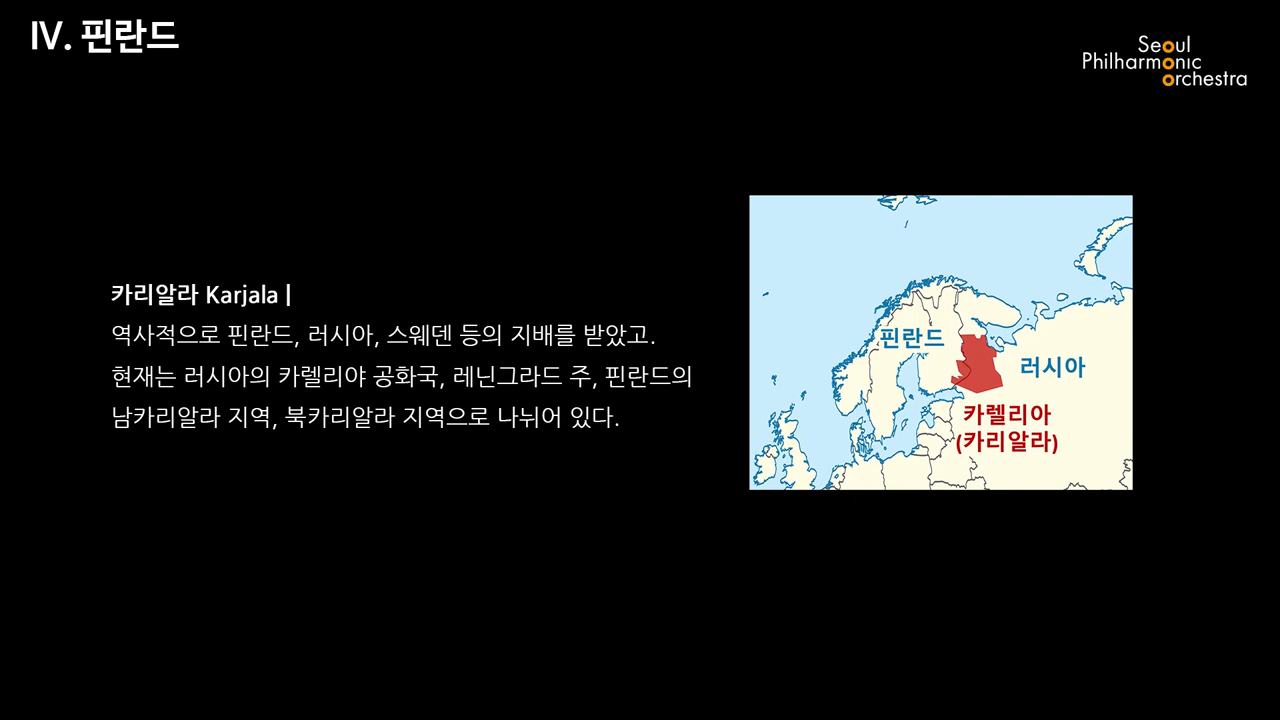 Ⅳ. 핀란드
Seoul
Philharmonic
orchestra
카리알라 Karjala |
역사적으로 핀란드, 러시아, 스웨덴 등의 지배를 받았고.
현재는 러시아의 카렐리야 공화국, 레닌그라드 주, 핀란드의
남카리알라 지역, 북카리알라 지역으로 나뉘어 있다.
핀란드
러시아
카렐리아
(카리알라)